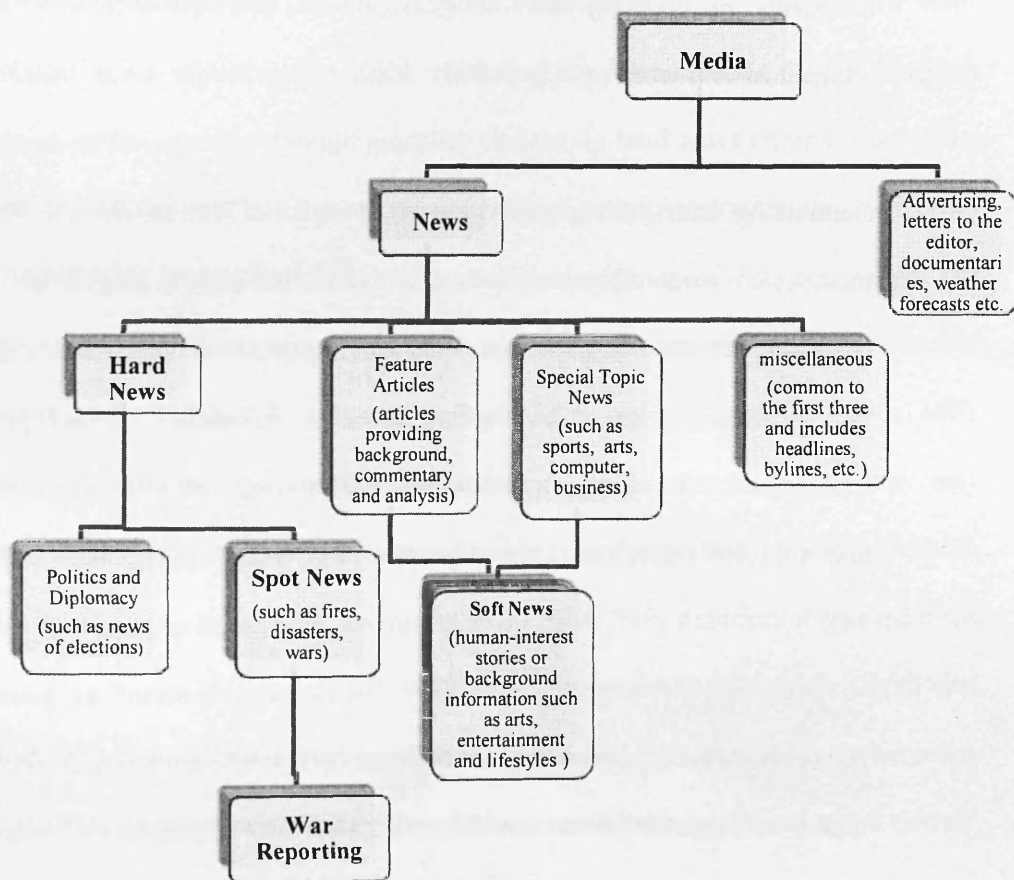 Media
News
Advertising,
letters to the
editor,
documentari
es, weather
forecasts etc.
Hard
News
Feature
Articles
(articles
providing
background,
commentary
and analysis)
Special Topic
News
(such as
sports, arts,
computer,
business)
miscellaneous
(common to
the first three
and includes
headlines,
bylines, etc.)
Politics and
Diplomacy
(such as news
of elections)
Spot News
(such as fires,
disasters,
wars)
Soft News
(human-interest
stories or
background
information such
as arts,
entertainment
and lifestyles )
War
Reporting